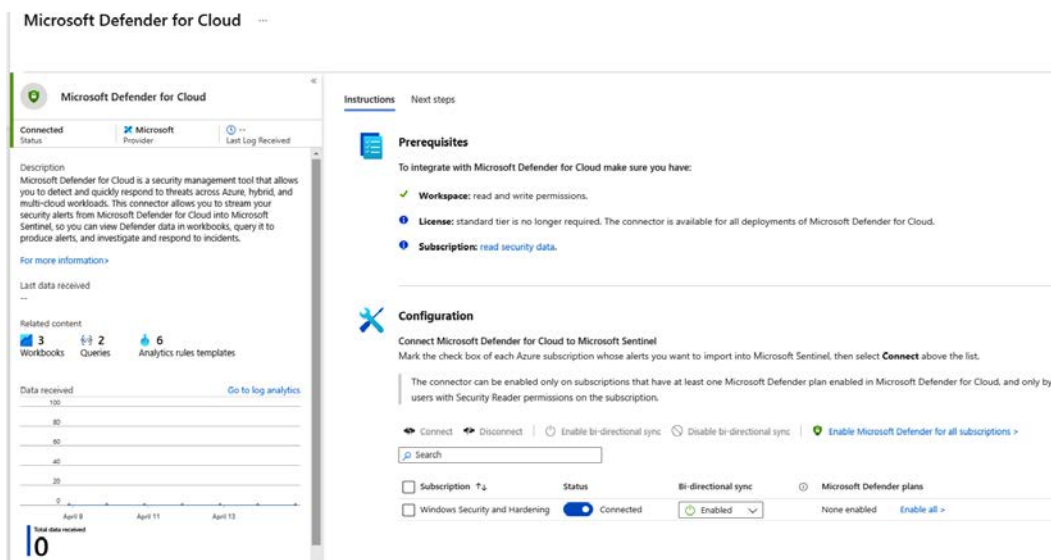 Microsoft Defender for Cloud ...
«
Microsoft Defender for Cloud
Connected
Status
Microsoft
Provider
--
Last Log Received
Description
Microsoft Defender for Cloud is a security management tool that allows
you to detect and quickly respond to threats across Azure, hybrid, and
multi-cloud workloads. This connector allows you to stream your
security alerts from Microsoft Defender for Cloud into Microsoft
Sentinel, so you can view Defender data in workbooks, query it to
produce alerts, and investigate and respond to incidents.
For more information>
Last data received
--
Related content
3
Workbooks
2
Queries
6
Analytics rules templates
Data received
Go to log analytics
100
80
60
40
20
0
April 8
April 11
April 13
Total data received
0
Instructions
Next steps
Prerequisites
To integrate with Microsoft Defender for Cloud make sure you have:
Workspace: read and write permissions.
License: standard tier is no longer required. The connector is available for all deployments of Microsoft Defender for Cloud.
Subscription: read security data.
Configuration
Connect Microsoft Defender for Cloud to Microsoft Sentinel
Mark the check box of each Azure subscription whose alerts you want to import into Microsoft Sentinel, then select Connect above the list.
The connector can be enabled only on subscriptions that have at least one Microsoft Defender plan enabled in Microsoft Defender for Cloud, and only by
users with Security Reader permissions on the subscription.
Connect Disconnect | Enable bi-directional sync Disable bi-directional sync | Enable Microsoft Defender for all subscriptions >
Search
Subscription ↑↓ Status Bi-directional sync Microsoft Defender plans
Windows Security and Hardening Connected Enabled None enabled Enable all >